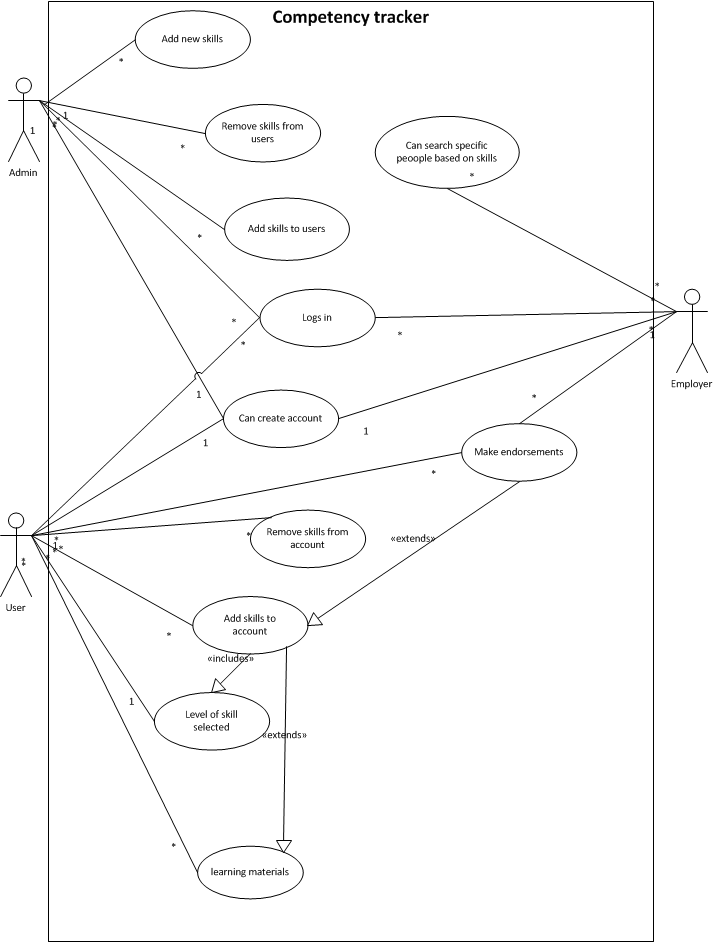 Competency tracker
Add new skills
*
*
1
*
*
1
Admin
Remove skills from
users
*
Can search specific
peoople based on skills
*
Add skills to users
*
*
*
Logs in
*
*
*
*
1
Employer
1
Can create account
1
1
*
Make endorsements
*
Remove skills from
account
*
«extends»
*
1
*
*
*
*
*
User
Add skills to
account
*
«includes»
1
Level of skill
selected
«extends»
*
learning materials